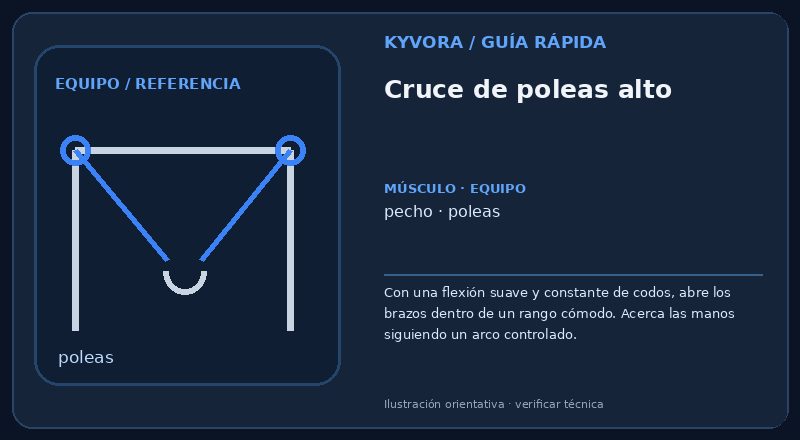 EQUIPO / REFERENCIA
poleas
KYVORA / GUÍA RÁPIDA
Cruce de poleas alto
MÚSCULO · EQUIPO
pecho · poleas
Con una flexión suave y constante de codos, abre los
brazos dentro de un rango cómodo. Acerca las manos
siguiendo un arco controlado.
Ilustración orientativa · verificar técnica